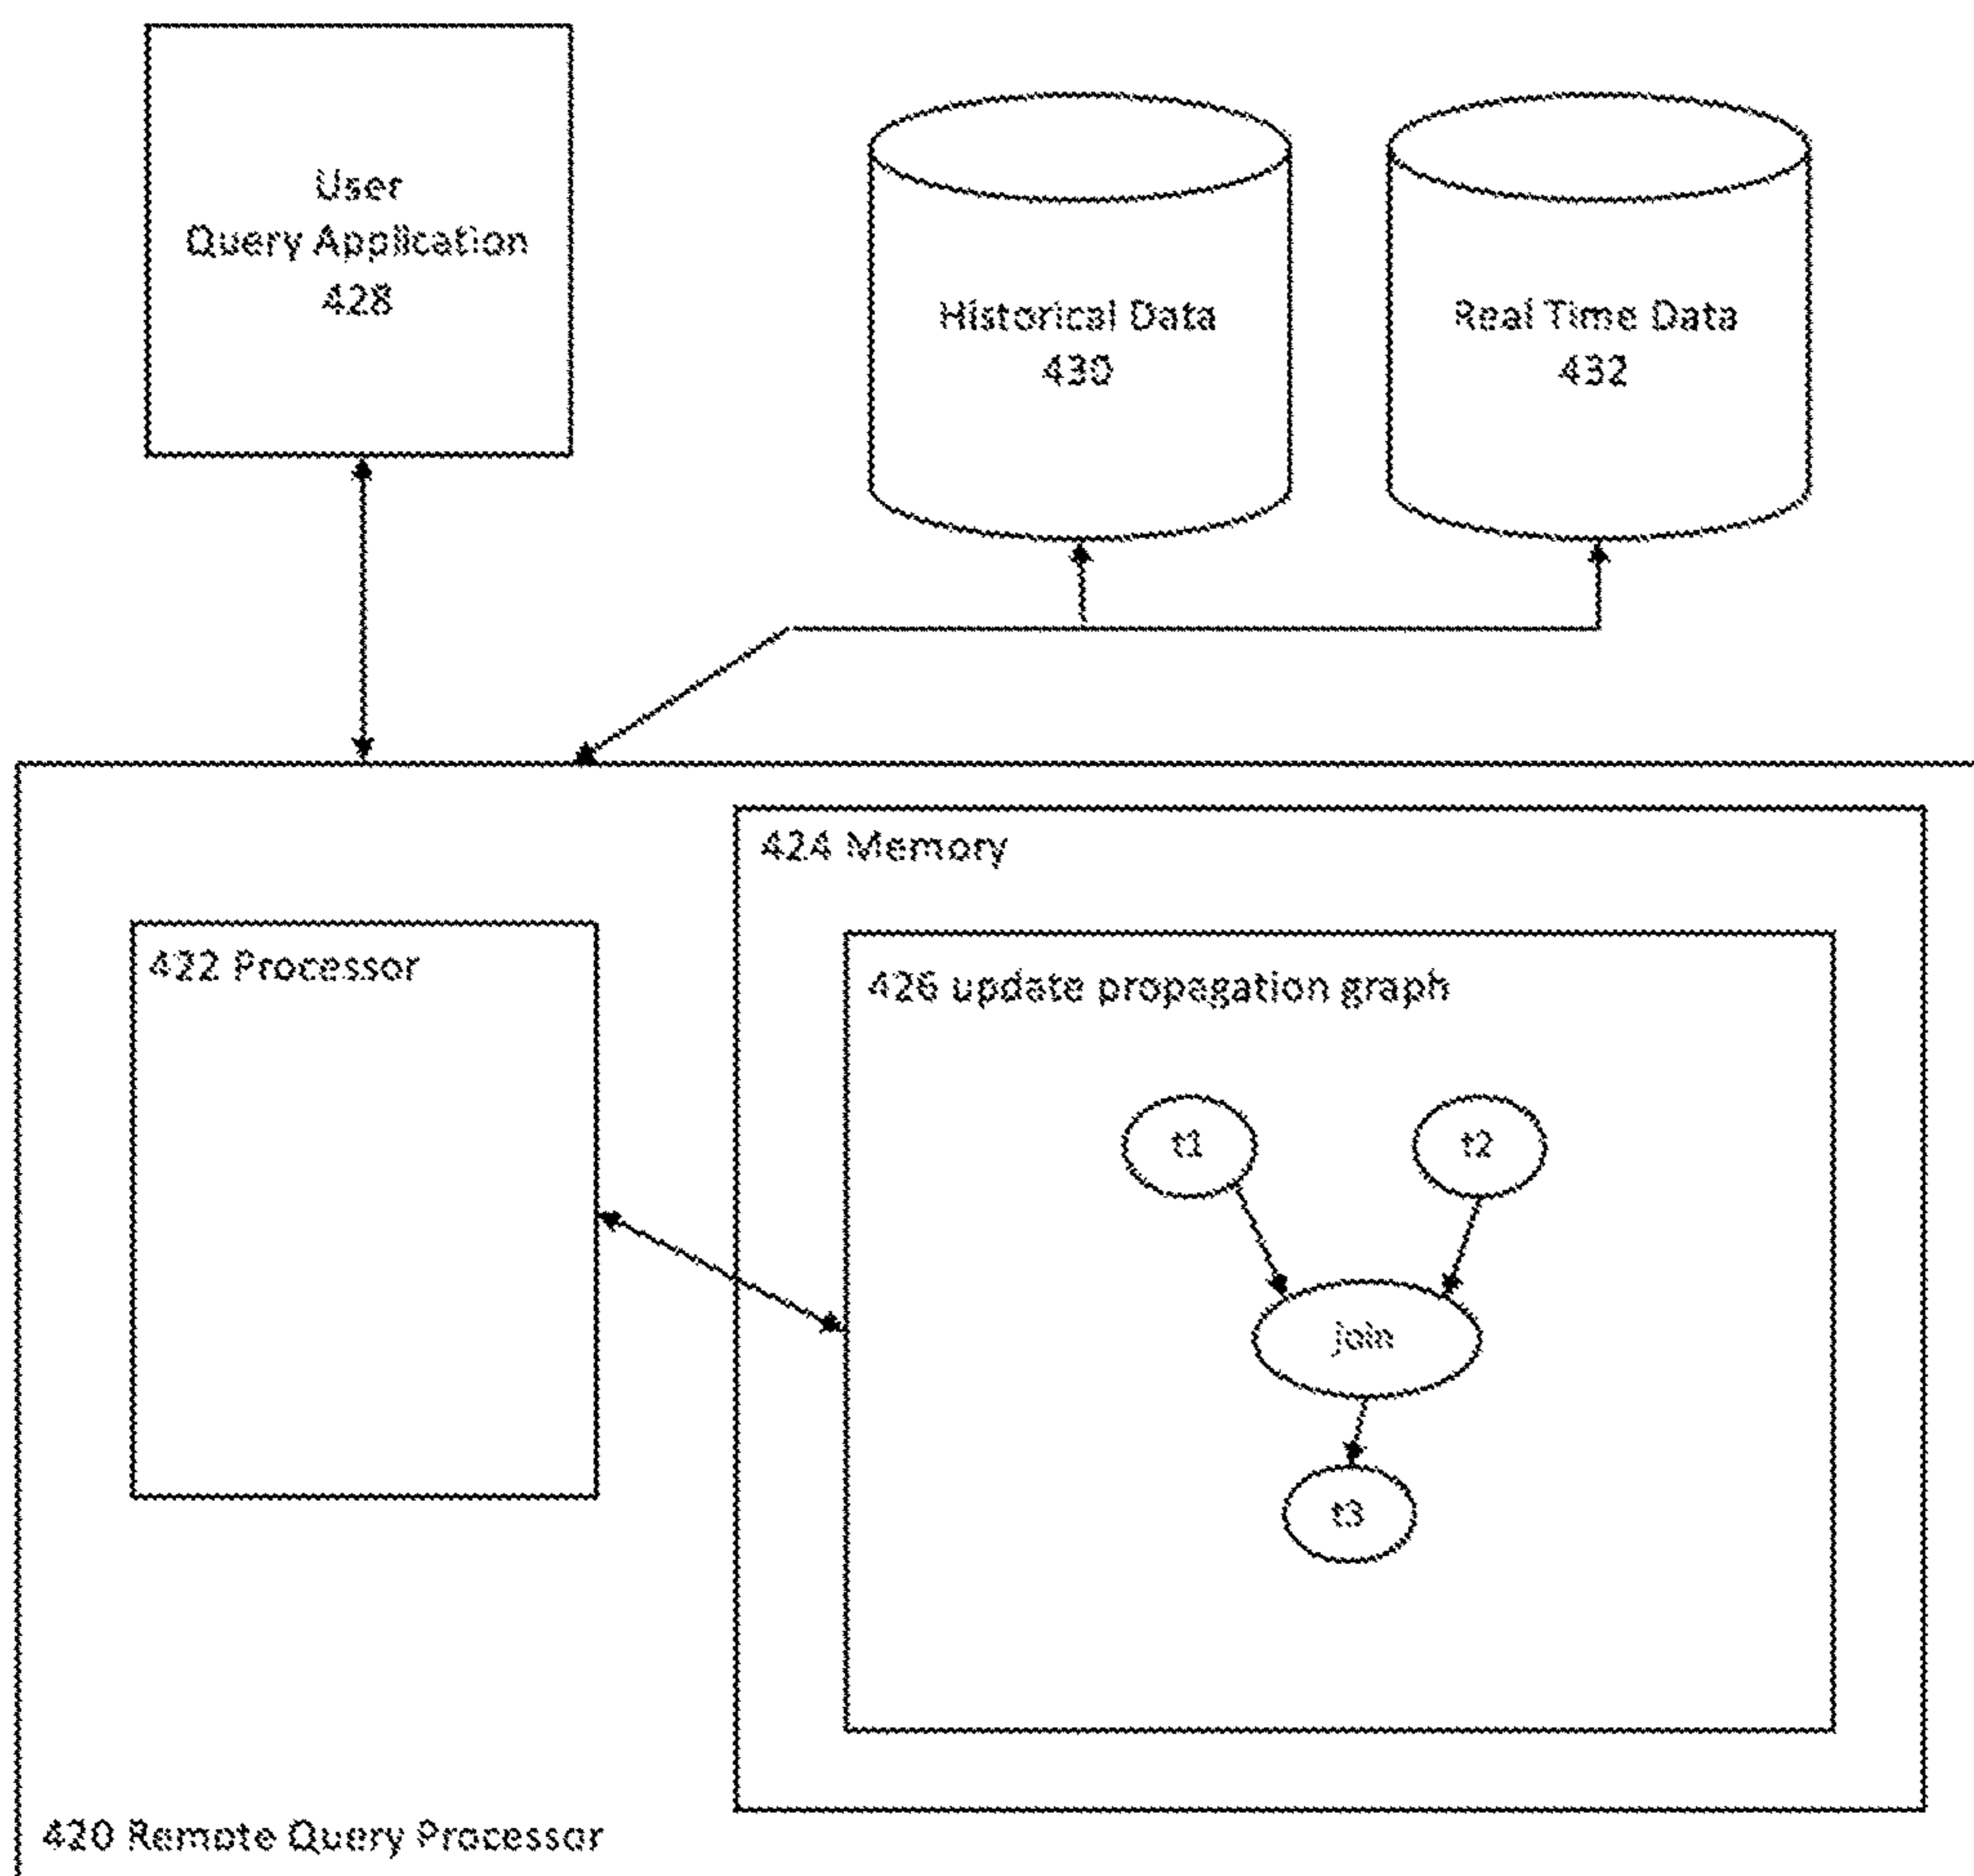 User
Query Application
428
Historical Data
430
Real Time Data
432
424 Memory
422 Processor
426 update propagation graph
t1
t2
join
t3
420 Remote Query Processor